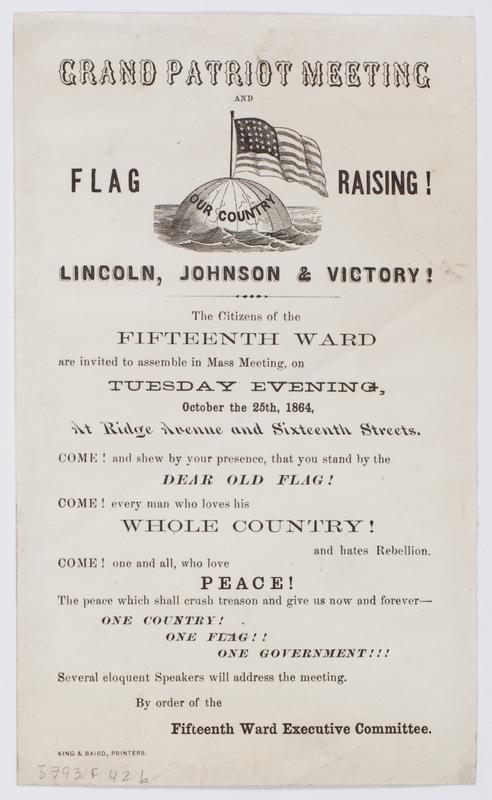 GRAND PATRIOT MEETING
AND
FLAG RAISING!
OUR COUNTRY
LINCOLN, JOHNSON & VICTORY!
The Citizens of the
FIFTEENTH WARD
are invited to assemble in Mass Meeting, on
TUESDAY EVENING,
October the 25th, 1864,
At Ridge Avenue and Sixteenth Streets.
COME! and shew by your presence, that you stand by the
DEAR OLD FLAG!
COME! every man who loves his
WHOLE COUNTRY!
and hates Rebellion.
COME! one and all, who love
PEACE!
The peace which shall crush treason and give us now and forever—
ONE COUNTRY!
ONE FLAG!!
ONE GOVERNMENT!!!
Several eloquent Speakers will address the meeting.
By order of the
Fifteenth Ward Executive Committee.
KING & BAIRD, PRINTERS.
5793 F 42 b